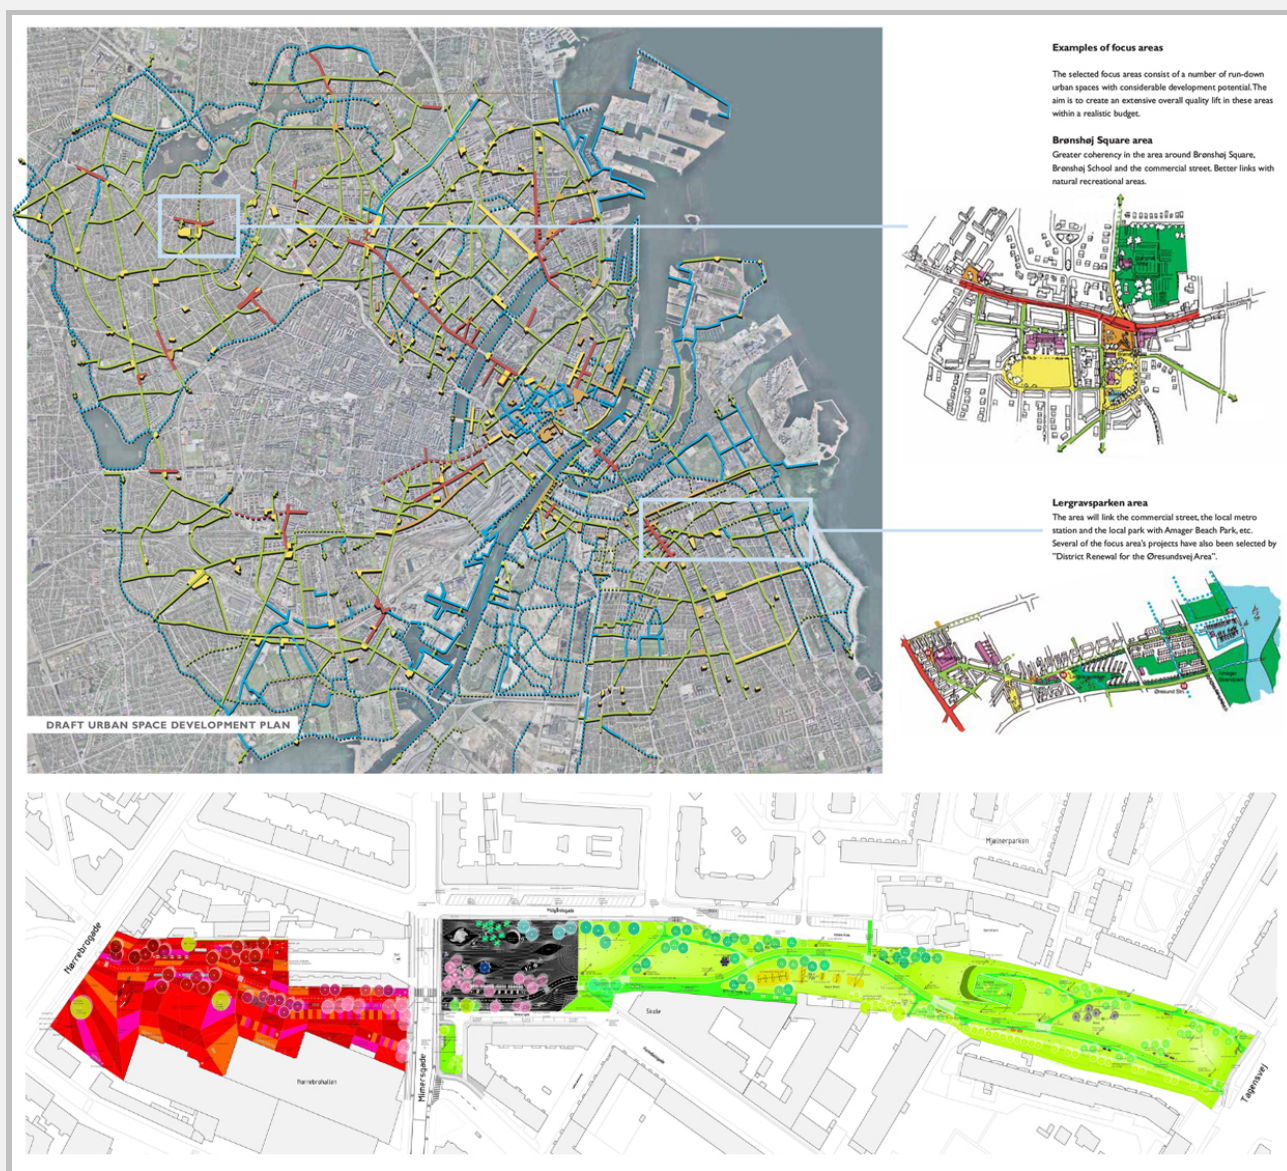 Examples of focus areas
The selected focus areas consist of a number of run-down
urban spaces with considerable development potential. The
aim is to create an extensive overall quality lift in these areas
within a realistic budget.
Brønshøj Square area
Greater coherency in the area around Brønshøj Square,
Brønshøj School and the commercial street. Better links with
natural recreational areas.
Lergravsparken area
The area will link the commercial street, the local metro
station and the local park with Amager Beach Park, etc.
Several of the focus area's projects have also been selected by
"District Renewal for the Øresundsvej Area".
Øresund Stn.
DRAFT URBAN SPACE DEVELOPMENT PLAN
Mjølnerparken
Nørrebrogade
Skole
Nørrebrohallen
Mimersgade
Tagensvej